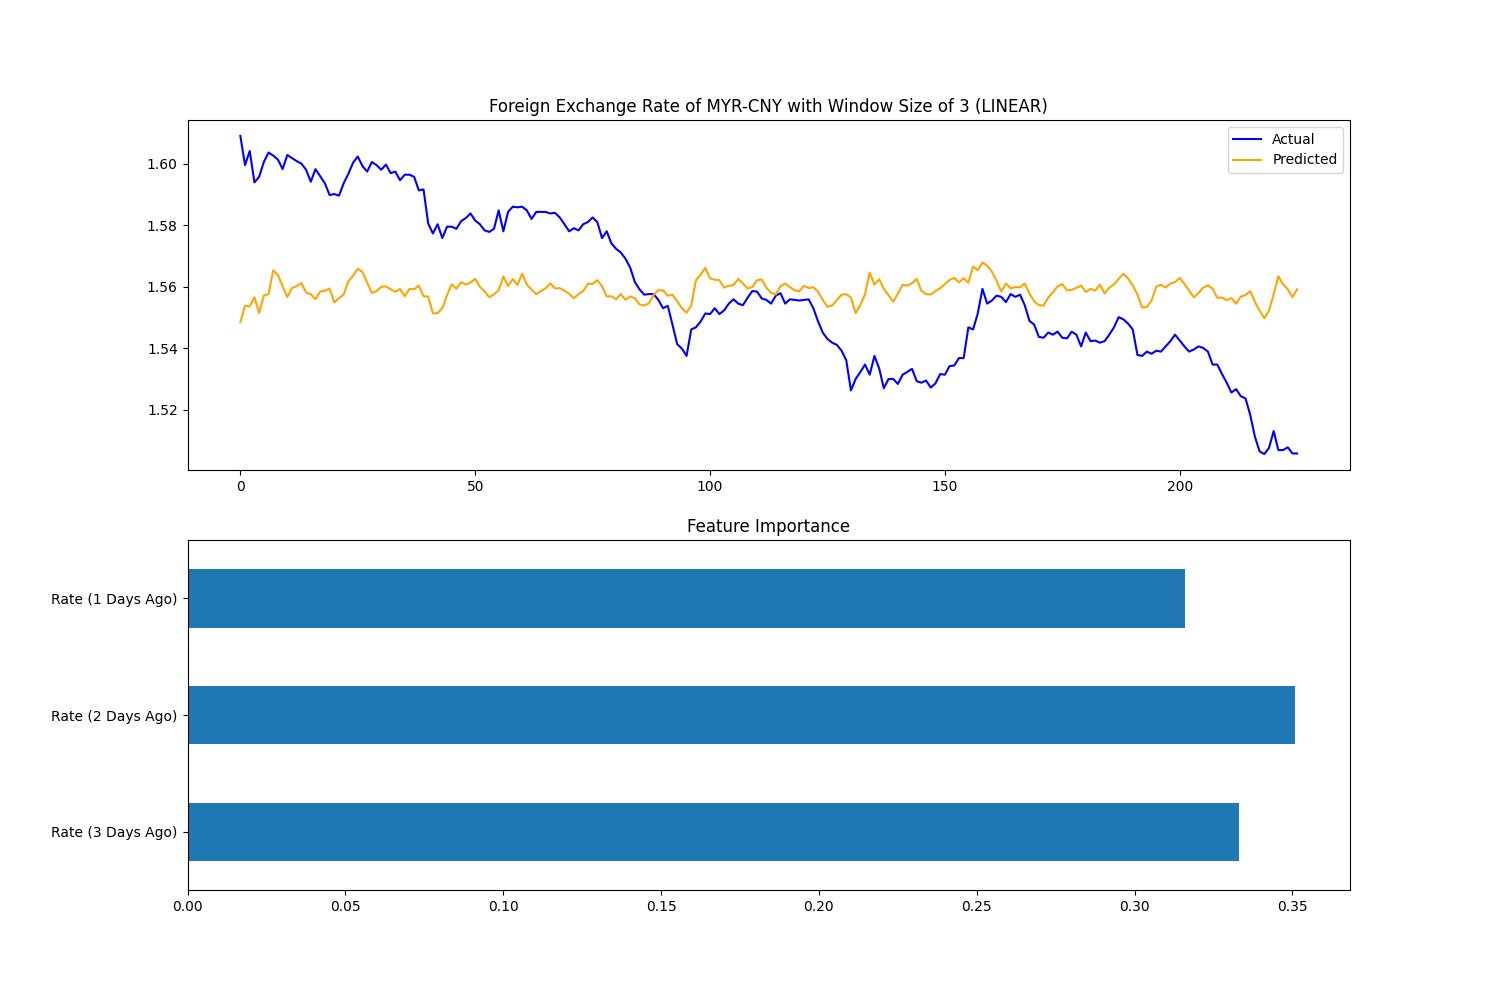 Foreign Exchange Rate of MYR-CNY with Window Size of 3 (LINEAR)
Actual
Predicted
1.60
1.58
1.56
1.54
1.52
0 50 100 150 200
Feature Importance
Rate (1 Days Ago)
Rate (2 Days Ago)
Rate (3 Days Ago)
0.00 0.05 0.10 0.15 0.20 0.25 0.30 0.35